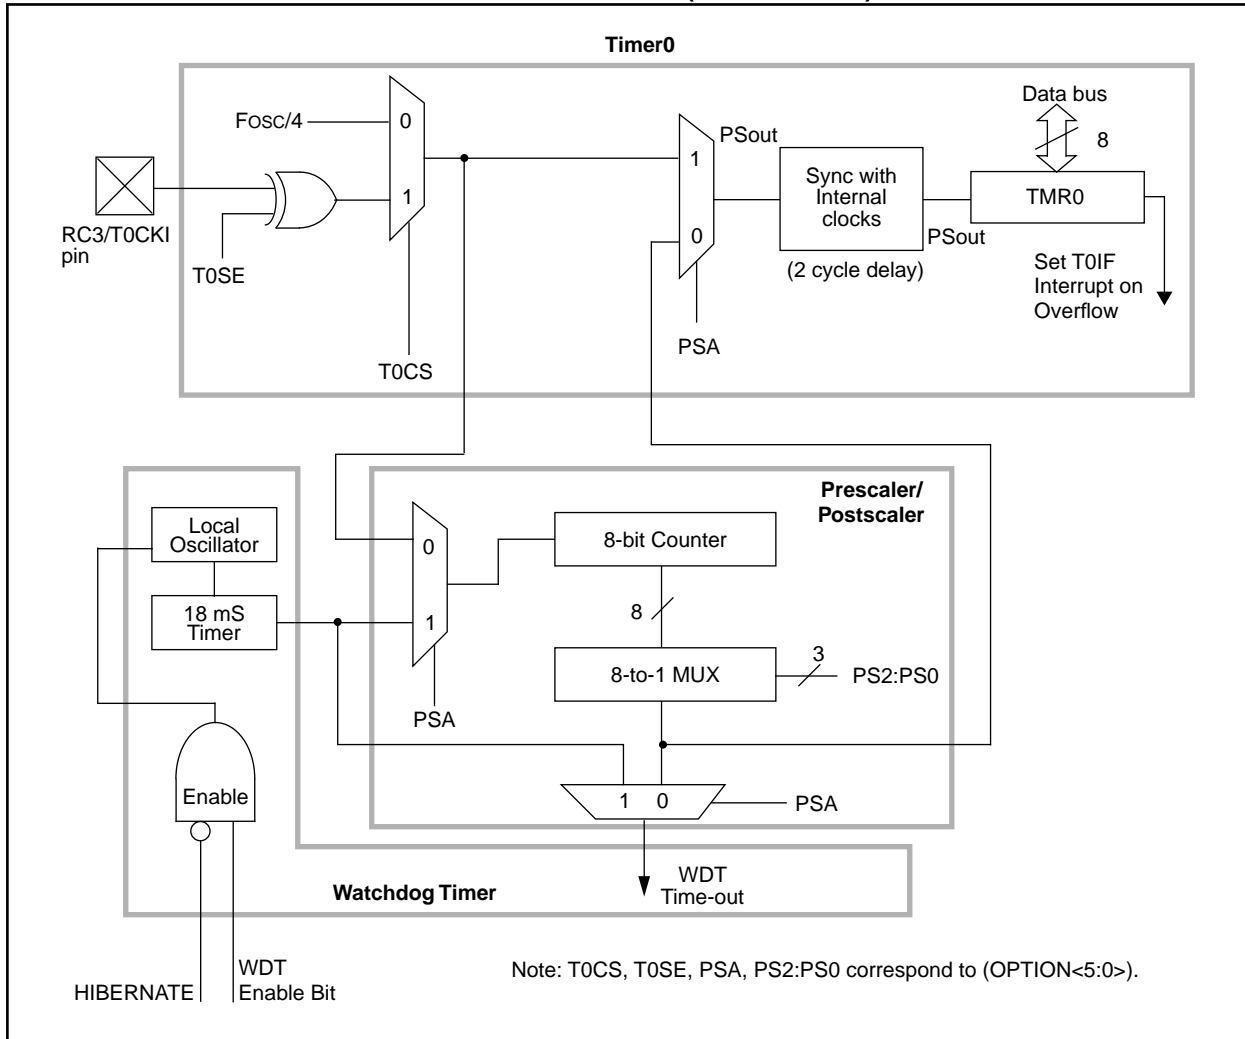 Timer0
Data bus
FOSC/4
0
PSout
8
1
Sync with
Internal
clocks
TMR0
1
RC3/T0CKI
pin
0
PSout
T0SE
(2 cycle delay)
Set T0IF
Interrupt on
Overflow
PSA
T0CS
Prescaler/
Postscaler
Local
Oscillator
0
8-bit Counter
18 mS
Timer
1
8
8-to-1 MUX
3
PS2:PS0
PSA
Enable
1 0
PSA
WDT
Time-out
Watchdog Timer
WDT
Enable Bit
HIBERNATE
Note: T0CS, T0SE, PSA, PS2:PS0 correspond to (OPTION<5:0>).